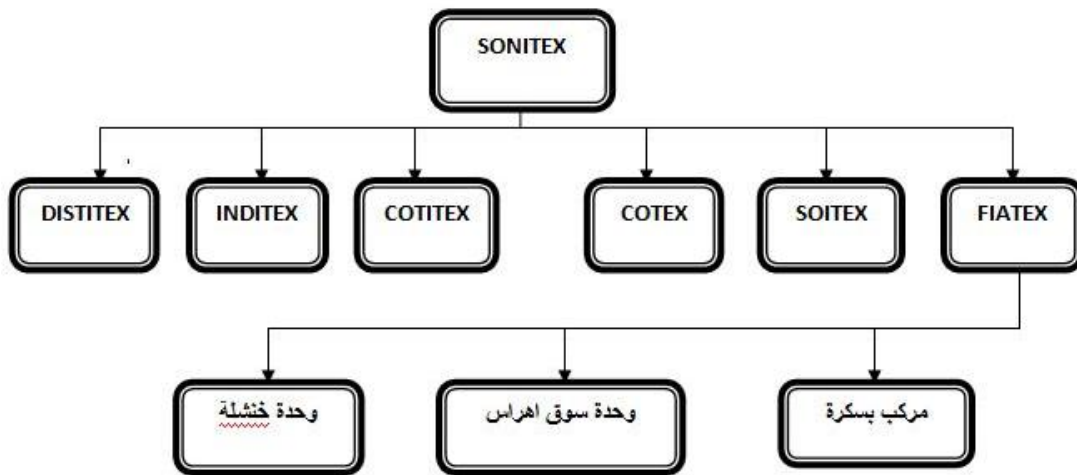 SONITEX
DISTITEX
INDITEX
COTITEX
COTEX
SOITEX
FIATEX
مركب بسكرة
وحدة سوق اهراس
وحدة خنشلة